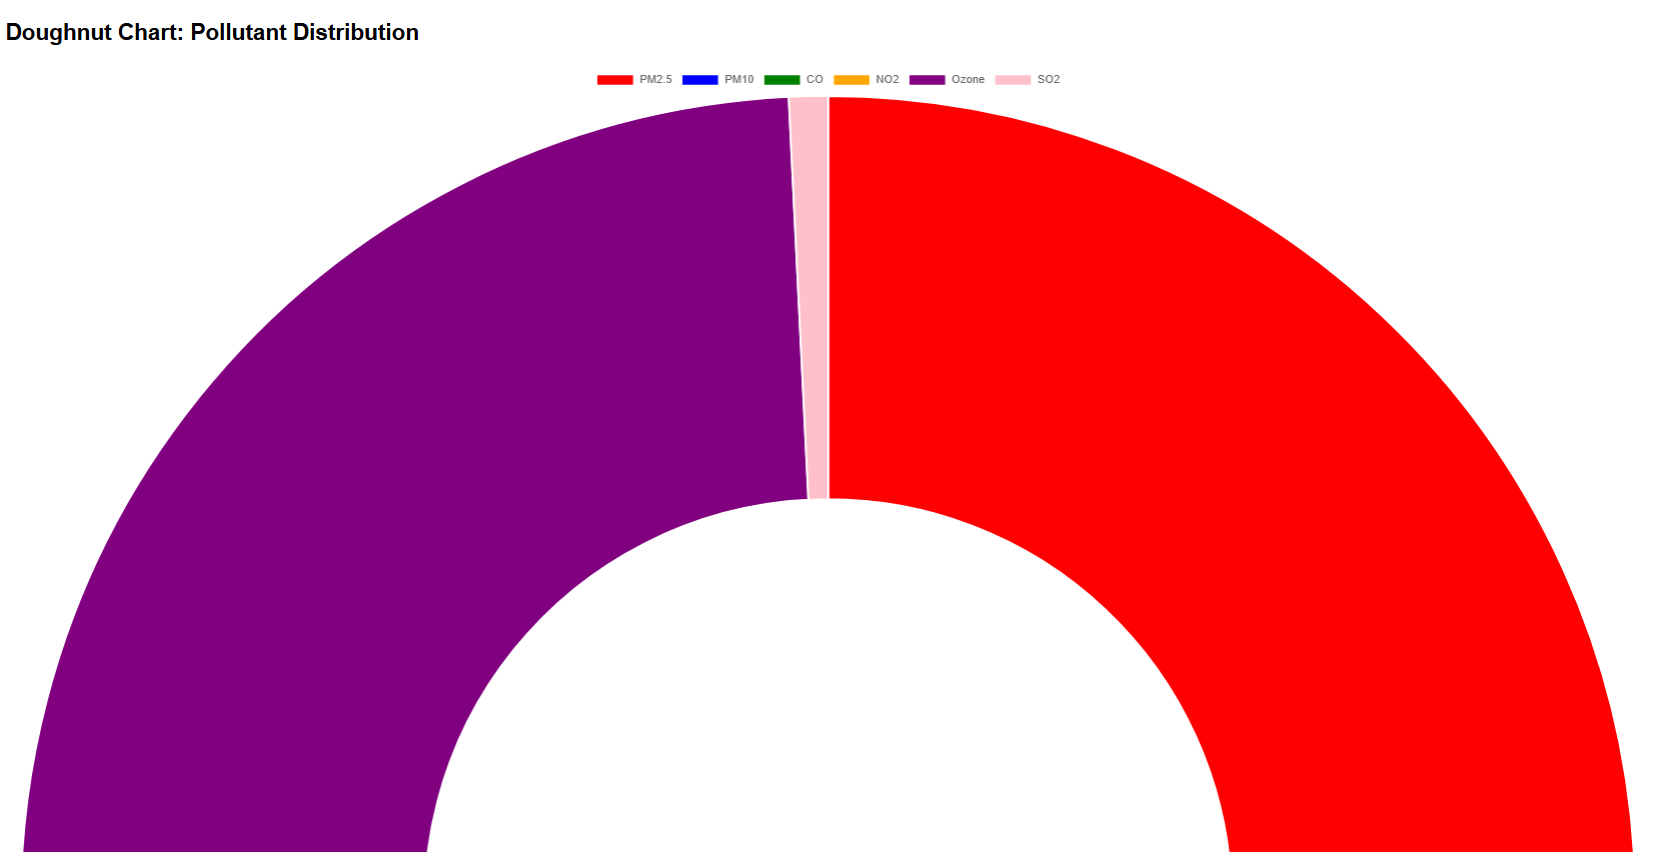 Doughnut Chart: Pollutant Distribution
PM2.5 PM10 CO NO2 Ozone SO2